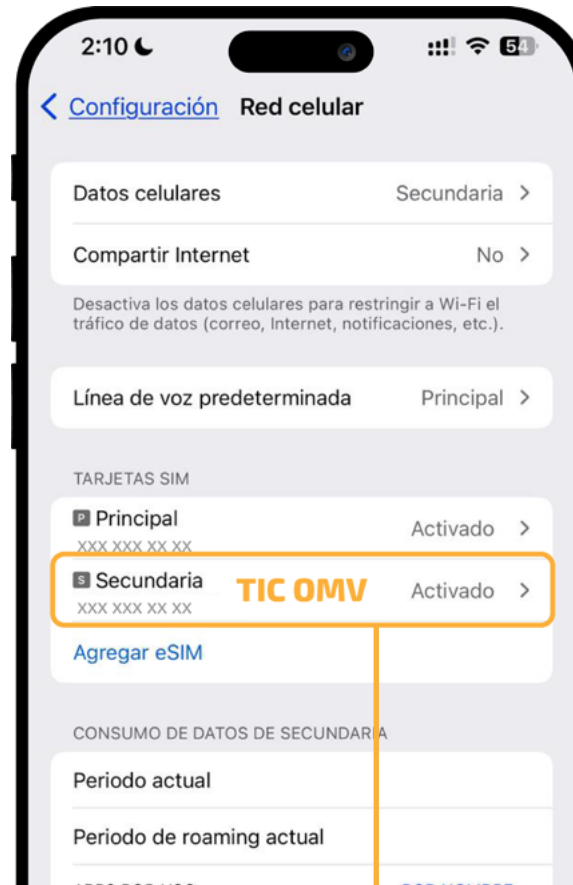 2:10
54
Configuración Red celular
Datos celulares Secundaria
Compartir Internet No
Desactiva los datos celulares para restringir a Wi-Fi el
tráfico de datos (correo, Internet, notificaciones, etc.).
Línea de voz predeterminada Principal
TARJETAS SIM
P Principal Activado
XXX XXX XX XX
S Secundaria TIC OMV Activado
XXX XXX XX XX
Agregar eSIM
CONSUMO DE DATOS DE SECUNDARIA
Periodo actual
Periodo de roaming actual